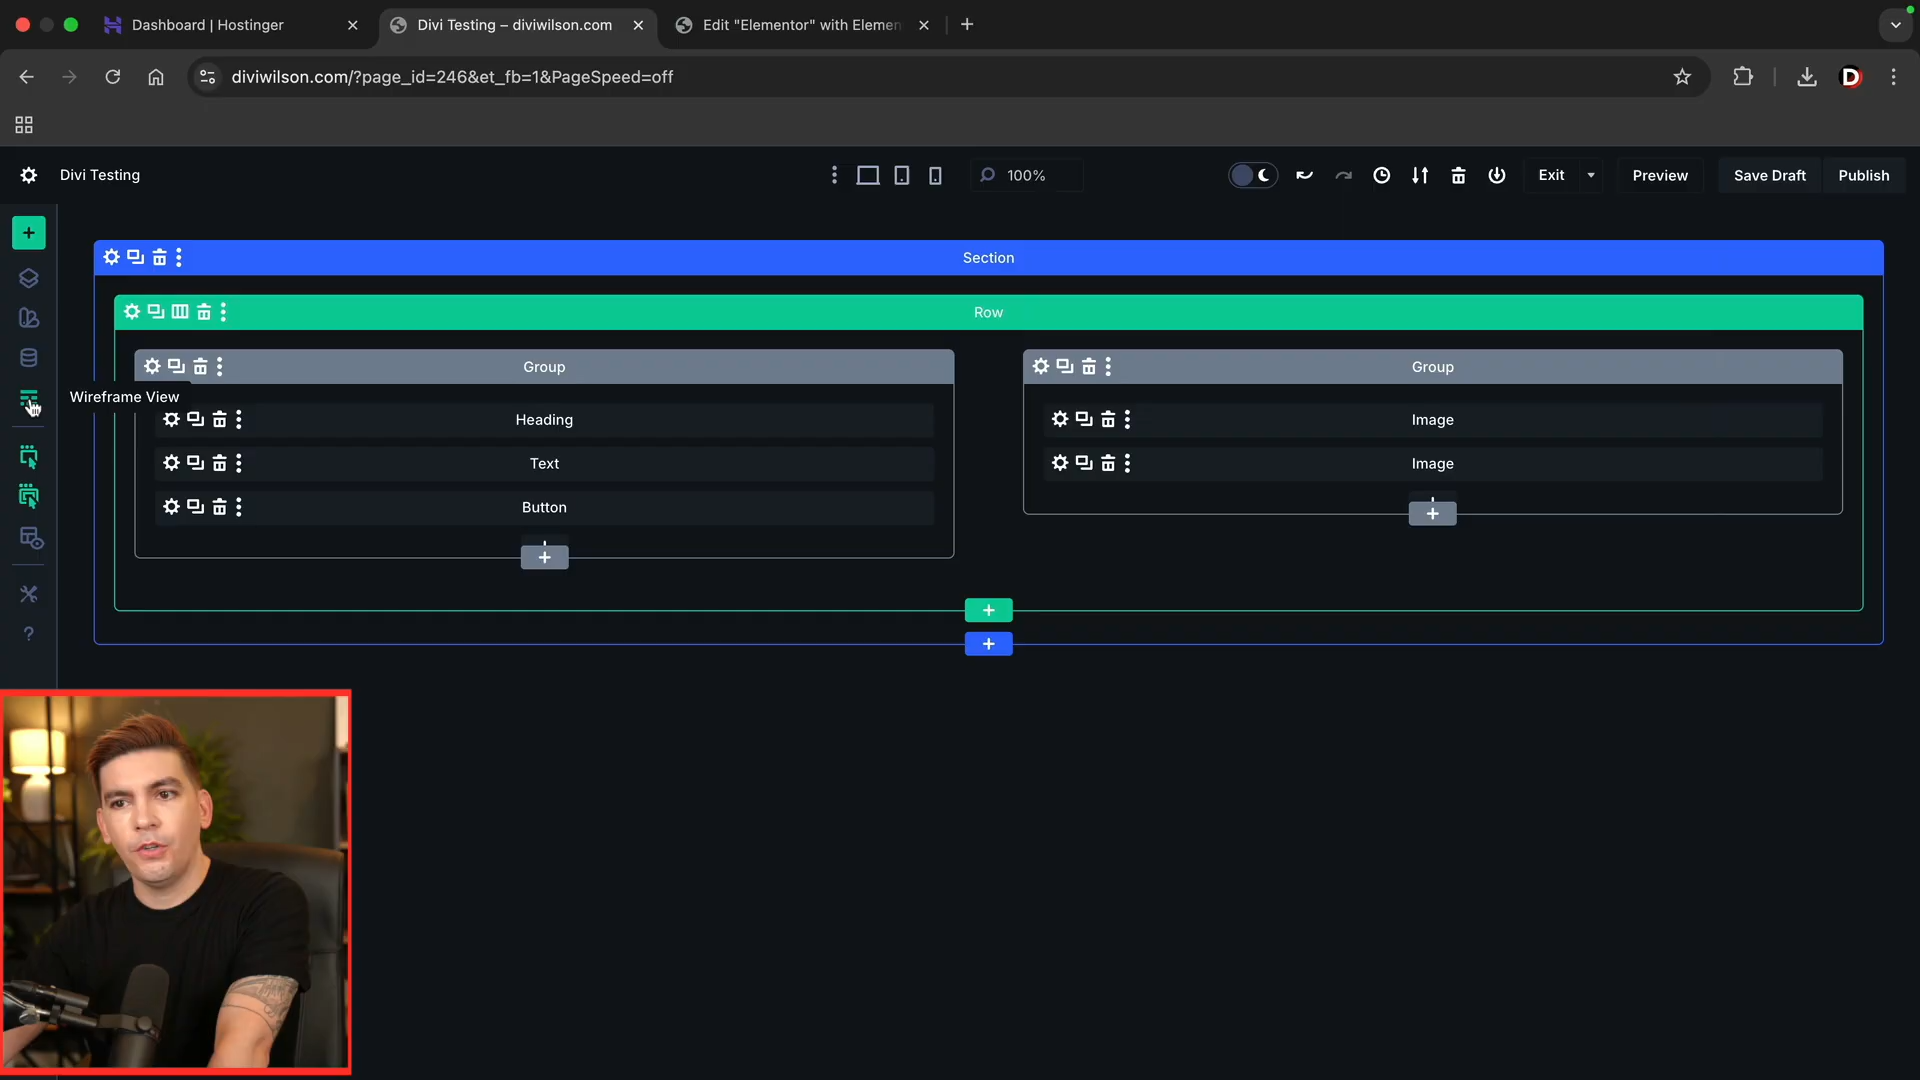 Dashboard | Hostinger
Divi Testing – diviwilson.com
Edit "Elementor" with Elemen
diviwilson.com/?page_id=246&et_fb=1&PageSpeed=off
D
Divi Testing
100%
Exit
Preview
Save Draft
Publish
Section
Row
Group
Group
Wireframe View
Heading
Image
Text
Image
Button